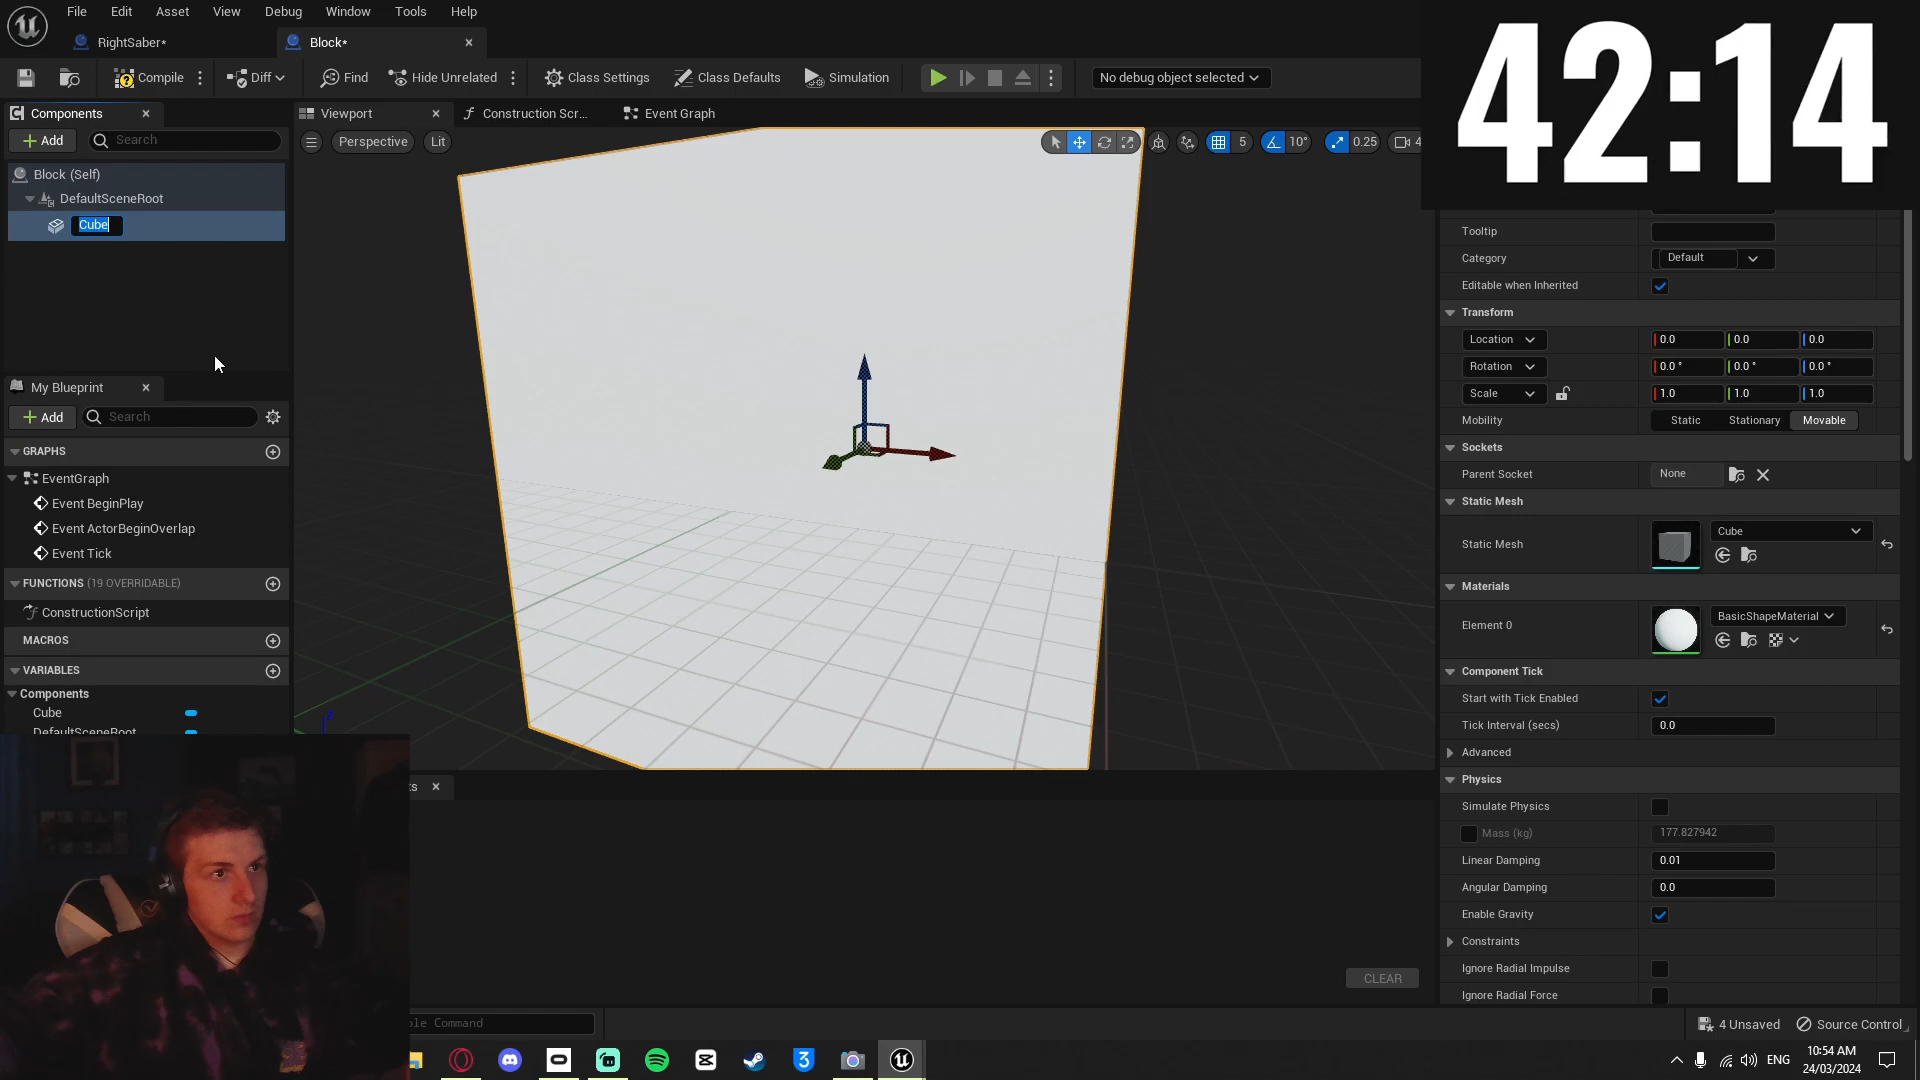 File Edit Asset View Debug Window Tools Help
42:14
RightSaber*
Block*
Compile
Diff
Find
Hide Unrelated
Class Settings
Class Defaults
Simulation
No debug object selected
Components
Viewport
Construction Scr...
Event Graph
Add
Search
Perspective
Lit
5
10°
0.25
4
Block (Self)
DefaultSceneRoot
Cube
My Blueprint
Add
Search
GRAPHS
EventGraph
Event BeginPlay
Event ActorBeginOverlap
Event Tick
FUNCTIONS (19 OVERRIDABLE)
ConstructionScript
MACROS
VARIABLES
Components
Cube
DefaultSceneRoot
Tooltip
Category Default
Editable when Inherited
Transform
Location 0.0 0.0 0.0
Rotation 0.0 ° 0.0 ° 0.0 °
Scale 1.0 1.0 1.0
Mobility Static Stationary Movable
Sockets
Parent Socket None
Static Mesh
Static Mesh Cube
Materials
Element 0 BasicShapeMaterial
Component Tick
Start with Tick Enabled
Tick Interval (secs) 0.0
Advanced
Physics
Simulate Physics
Mass (kg) 177.827942
Linear Damping 0.01
Angular Damping 0.0
Enable Gravity
Constraints
Ignore Radial Impulse
Ignore Radial Force
CLEAR
Command
4 Unsaved
Source Control
ENG
10:54 AM
24/03/2024